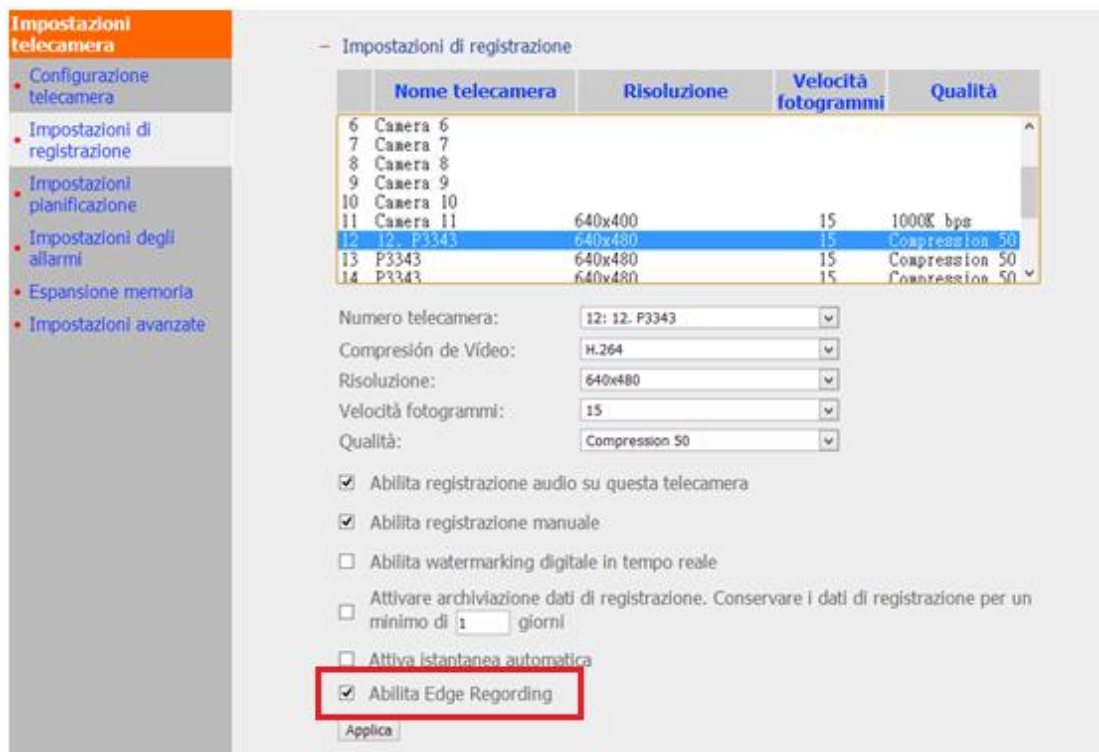 Impostazioni
telecamera
Configurazione
telecamera
Impostazioni di
registrazione
Impostazioni
pianificazione
Impostazioni degli
allarmi
Espansione memoria
Impostazioni avanzate
− Impostazioni di registrazione
Nome telecamera Risoluzione Velocità fotogrammi Qualità
6 Camera 6
7 Camera 7
8 Camera 8
9 Camera 9
10 Camera 10
11 Camera 11 640x400 15 1000K bps
12 12. P3343 640x480 15 Compression 50
13 P3343 640x480 15 Compression 50
14 P3343 640x480 15 Compression 50
Numero telecamera: 12: 12. P3343
Compresión de Vídeo: H.264
Risoluzione: 640x480
Velocità fotogrammi: 15
Qualità: Compression 50
Abilita registrazione audio su questa telecamera
Abilita registrazione manuale
Abilita watermarking digitale in tempo reale
Attivare archiviazione dati di registrazione. Conservare i dati di registrazione per un
minimo di 1 giorni
Attiva istantanea automatica
Abilita Edge Regording
Applica